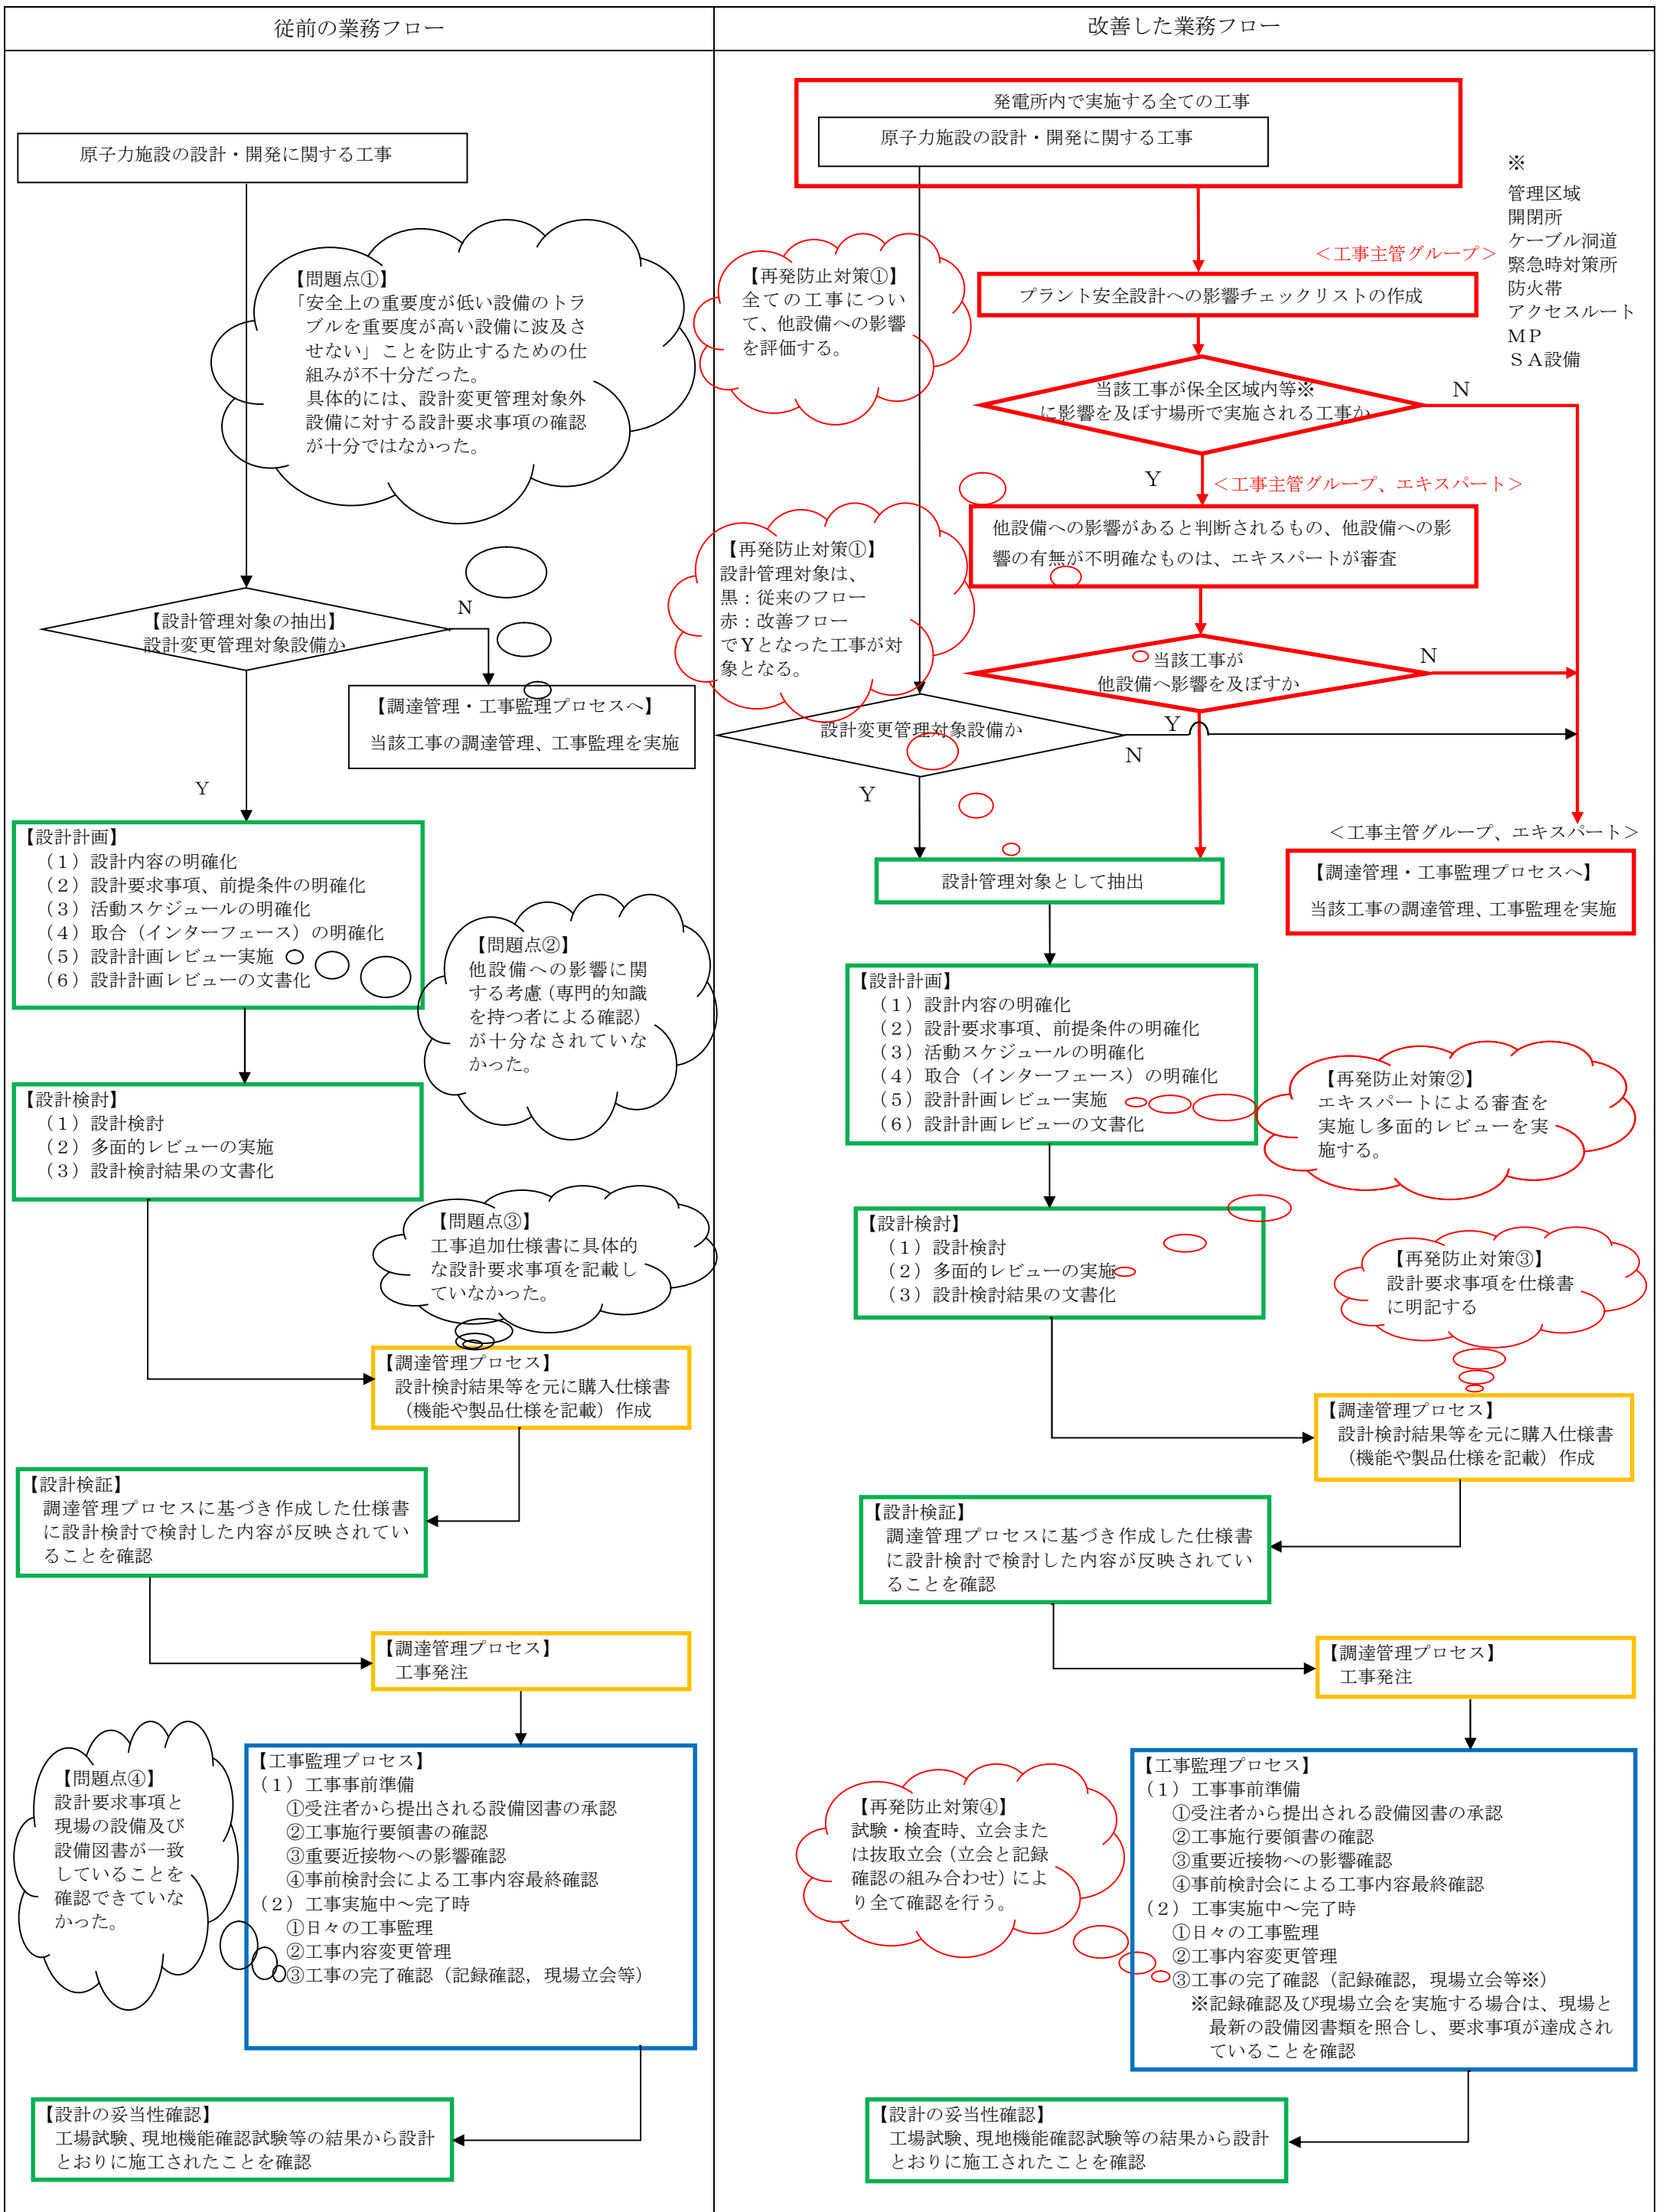 従前の業務フロー
原子力施設の設計・開発に関する工事
【問題点①】
「安全上の重要度が低い設備のトラ
ブルを重要度が高い設備に波及さ
せない」ことを防止するための仕
組みが不十分だった。
具体的には、設計変更管理対象外
設備に対する設計要求事項の確認
が十分ではなかった。
【設計管理対象の抽出】
設計変更管理対象設備か
N
【調達管理・工事監理プロセスへ】
当該工事の調達管理、工事監理を実施
Y
【設計計画】
（１）設計内容の明確化
（２）設計要求事項、前提条件の明確化
（３）活動スケジュールの明確化
（４）取合（インターフェース）の明確化
（５）設計計画レビュー実施
（６）設計計画レビューの文書化
【問題点②】
他設備への影響に関
する考慮（専門的知識
を持つ者による確認）
が十分なされていな
かった。
【設計検討】
（１）設計検討
（２）多面的レビューの実施
（３）設計検討結果の文書化
【問題点③】
工事追加仕様書に具体的
な設計要求事項を記載し
ていなかった。
【調達管理プロセス】
設計検討結果等を元に購入仕様書
（機能や製品仕様を記載）作成
【設計検証】
調達管理プロセスに基づき作成した仕様書
に設計検討で検討した内容が反映されてい
ることを確認
【調達管理プロセス】
工事発注
【問題点④】
設計要求事項と
現場の設備及び
設備図書が一致
していることを
確認できていな
かった。
【工事監理プロセス】
（１）工事事前準備
①受注者から提出される設備図書の承認
②工事施行要領書の確認
③重要近接物への影響確認
④事前検討会による工事内容最終確認
（２）工事実施中～完了時
①日々の工事監理
②工事内容変更管理
③工事の完了確認（記録確認，現場立会等）
【設計の妥当性確認】
工場試験、現地機能確認試験等の結果から設計
とおりに施工されたことを確認
改善した業務フロー
発電所内で実施する全ての工事
原子力施設の設計・開発に関する工事
※
管理区域
開閉所
ケーブル洞道
緊急時対策所
防火帯
アクセスルート
ＭＰ
ＳＡ設備
【再発防止対策①】
全ての工事につい
て、他設備への影響
を評価する。
＜工事主管グループ＞
プラント安全設計への影響チェックリストの作成
当該工事が保全区域内等※
に影響を及ぼす場所で実施される工事か
N
Y
＜工事主管グループ、エキスパート＞
他設備への影響があると判断されるもの、他設備への影
響の有無が不明確なものは、エキスパートが審査
【再発防止対策①】
設計管理対象は、
黒：従来のフロー
赤：改善フロー
でＹとなった工事が対
象となる。
当該工事が
他設備へ影響を及ぼすか
N
Y
設計変更管理対象設備か
N
Y
＜工事主管グループ、エキスパート＞
【調達管理・工事監理プロセスへ】
当該工事の調達管理、工事監理を実施
設計管理対象として抽出
【設計計画】
（１）設計内容の明確化
（２）設計要求事項、前提条件の明確化
（３）活動スケジュールの明確化
（４）取合（インターフェース）の明確化
（５）設計計画レビュー実施
（６）設計計画レビューの文書化
【再発防止対策②】
エキスパートによる審査を
実施し多面的レビューを実
施する。
【設計検討】
（１）設計検討
（２）多面的レビューの実施
（３）設計検討結果の文書化
【再発防止対策③】
設計要求事項を仕様書
に明記する
【調達管理プロセス】
設計検討結果等を元に購入仕様書
（機能や製品仕様を記載）作成
【設計検証】
調達管理プロセスに基づき作成した仕様書
に設計検討で検討した内容が反映されてい
ることを確認
【調達管理プロセス】
工事発注
【再発防止対策④】
試験・検査時、立会また
は抜取立会（立会と記録
確認の組み合わせ）によ
り全て確認を行う。
【工事監理プロセス】
（１）工事事前準備
①受注者から提出される設備図書の承認
②工事施行要領書の確認
③重要近接物への影響確認
④事前検討会による工事内容最終確認
（２）工事実施中～完了時
①日々の工事監理
②工事内容変更管理
③工事の完了確認（記録確認，現場立会等※）
※記録確認及び現場立会を実施する場合は、現場と
最新の設備図書類を照合し、要求事項が達成され
ていることを確認
【設計の妥当性確認】
工場試験、現地機能確認試験等の結果から設計
とおりに施工されたことを確認